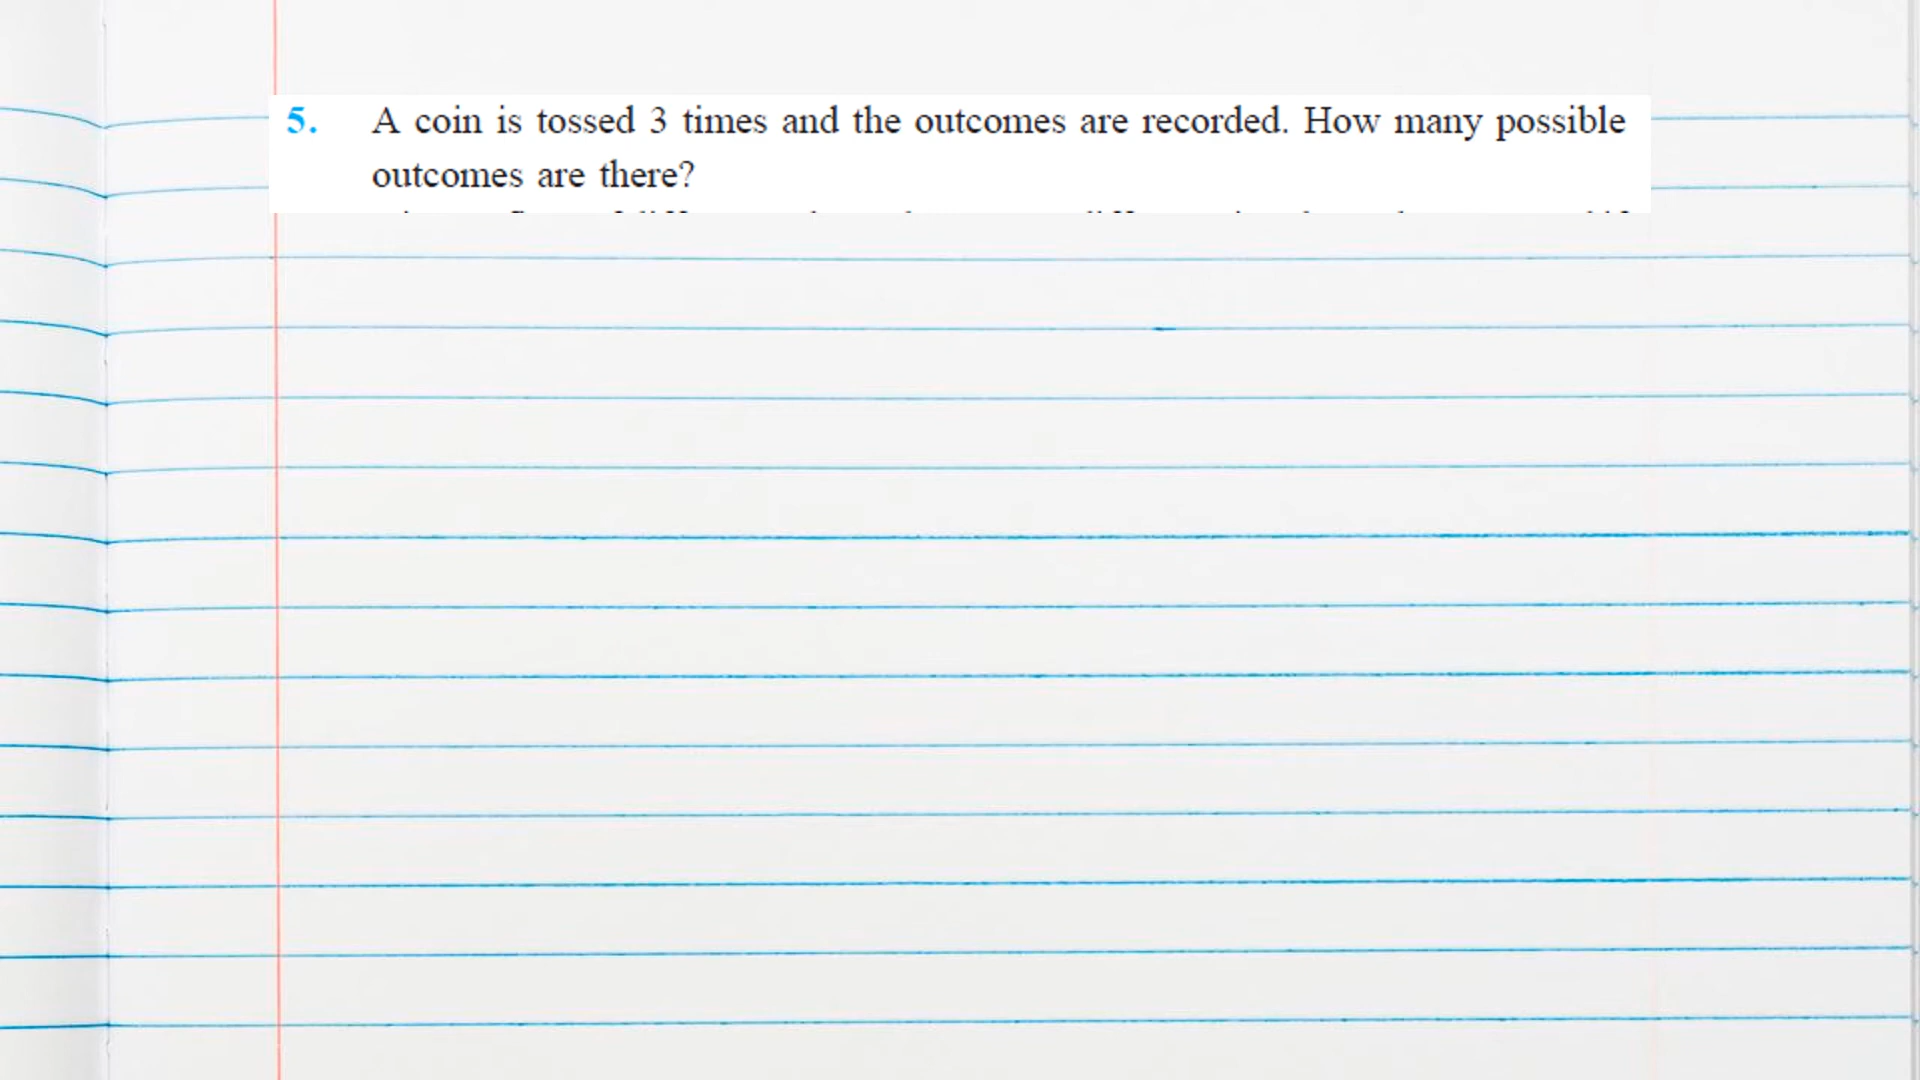 5. A coin is tossed 3 times and the outcomes are recorded. How many possible
outcomes are there?